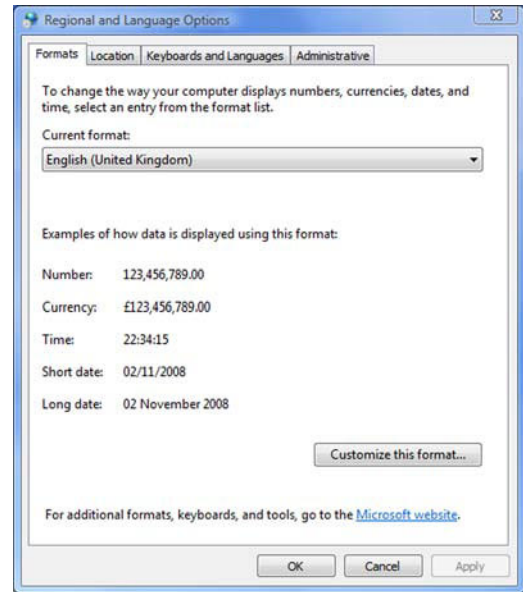 Regional and Language Options
Formats Location Keyboards and Languages Administrative
To change the way your computer displays numbers, currencies, dates, and
time, select an entry from the format list.
Current format:
English (United Kingdom)
Examples of how data is displayed using this format:
Number: 123,456,789.00
Currency: £123,456,789.00
Time: 22:34:15
Short date: 02/11/2008
Long date: 02 November 2008
Customize this format...
For additional formats, keyboards, and tools, go to the Microsoft website.
OK Cancel Apply